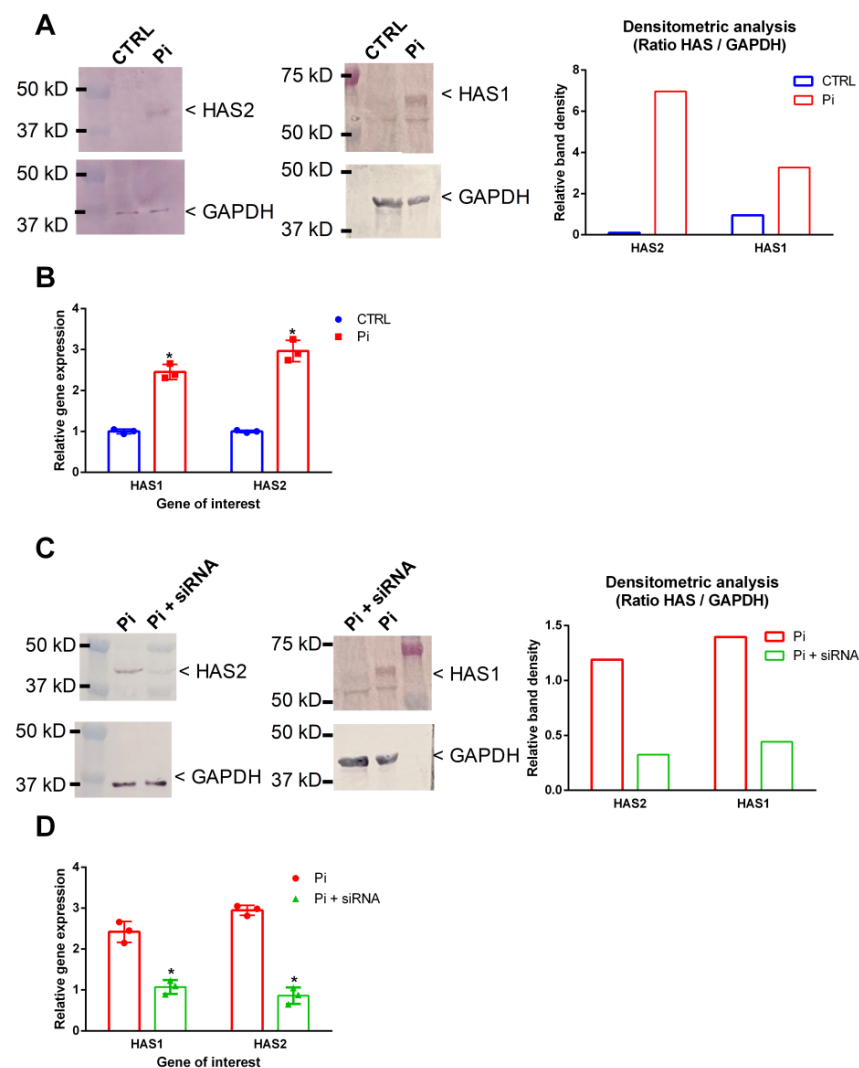 A
CTRL
Pi
50 kD
37 kD
< HAS2
50 kD
37 kD
< GAPDH
CTRL
Pi
75 kD
50 kD
< HAS1
50 kD
37 kD
< GAPDH
Densitometric analysis
(Ratio HAS / GAPDH)
Relative band density
8
6
4
2
0
HAS2
HAS1
CTRL
Pi
B
Relative gene expression
4
3
2
1
0
*
*
HAS1
HAS2
Gene of interest
CTRL
Pi
C
Pi
Pi + siRNA
50 kD
37 kD
< HAS2
50 kD
37 kD
< GAPDH
Pi + siRNA
Pi
75 kD
50 kD
< HAS1
50 kD
37 kD
< GAPDH
Densitometric analysis
(Ratio HAS / GAPDH)
Relative band density
1.5
1.0
0.5
0.0
HAS2
HAS1
Pi
Pi + siRNA
D
Relative gene expression
4
3
2
1
0
*
*
HAS1
HAS2
Gene of interest
Pi
Pi + siRNA